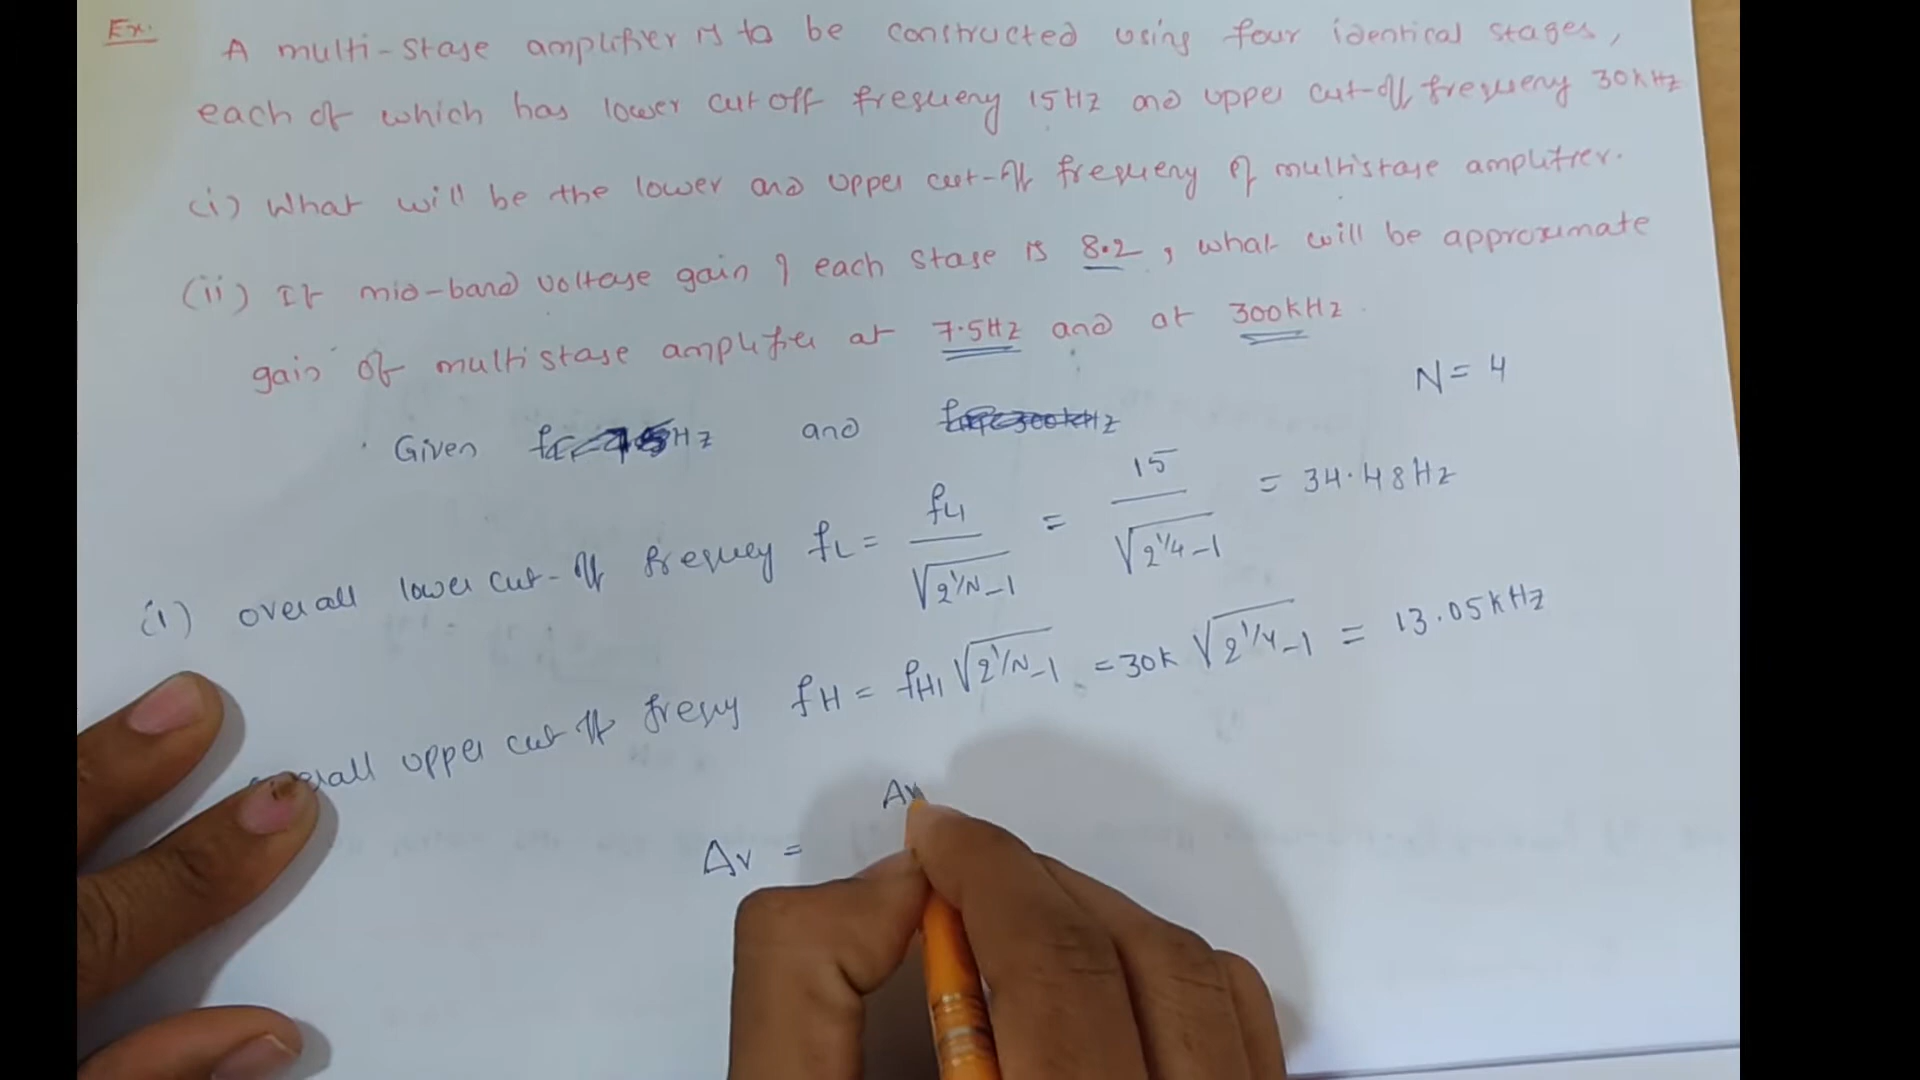 Ex.
A multi-stage amplifier is to be constructed using four identical stages,
each of which has lower cut off frequency 15Hz and upper cut-off frequency 30kHz
(i) What will be the lower and upper cut-off frequency of multistage amplifier.
(ii) If mid-band voltage gain of each stage is 8.2, what will be approximate
gain of multistage amplifier at 7.5Hz and at 300kHz.
N = 4
Given Hz and Hz
(i) overall lower cut-off frequency fL = fL1 / √(2^1/N - 1) = 15 / √(2^1/4 - 1) = 34.48Hz
overall upper cut off freqy fH = fH1 √(2^1/N - 1) = 30K √(2^1/4 - 1) = 13.05kHz
Av
Av =